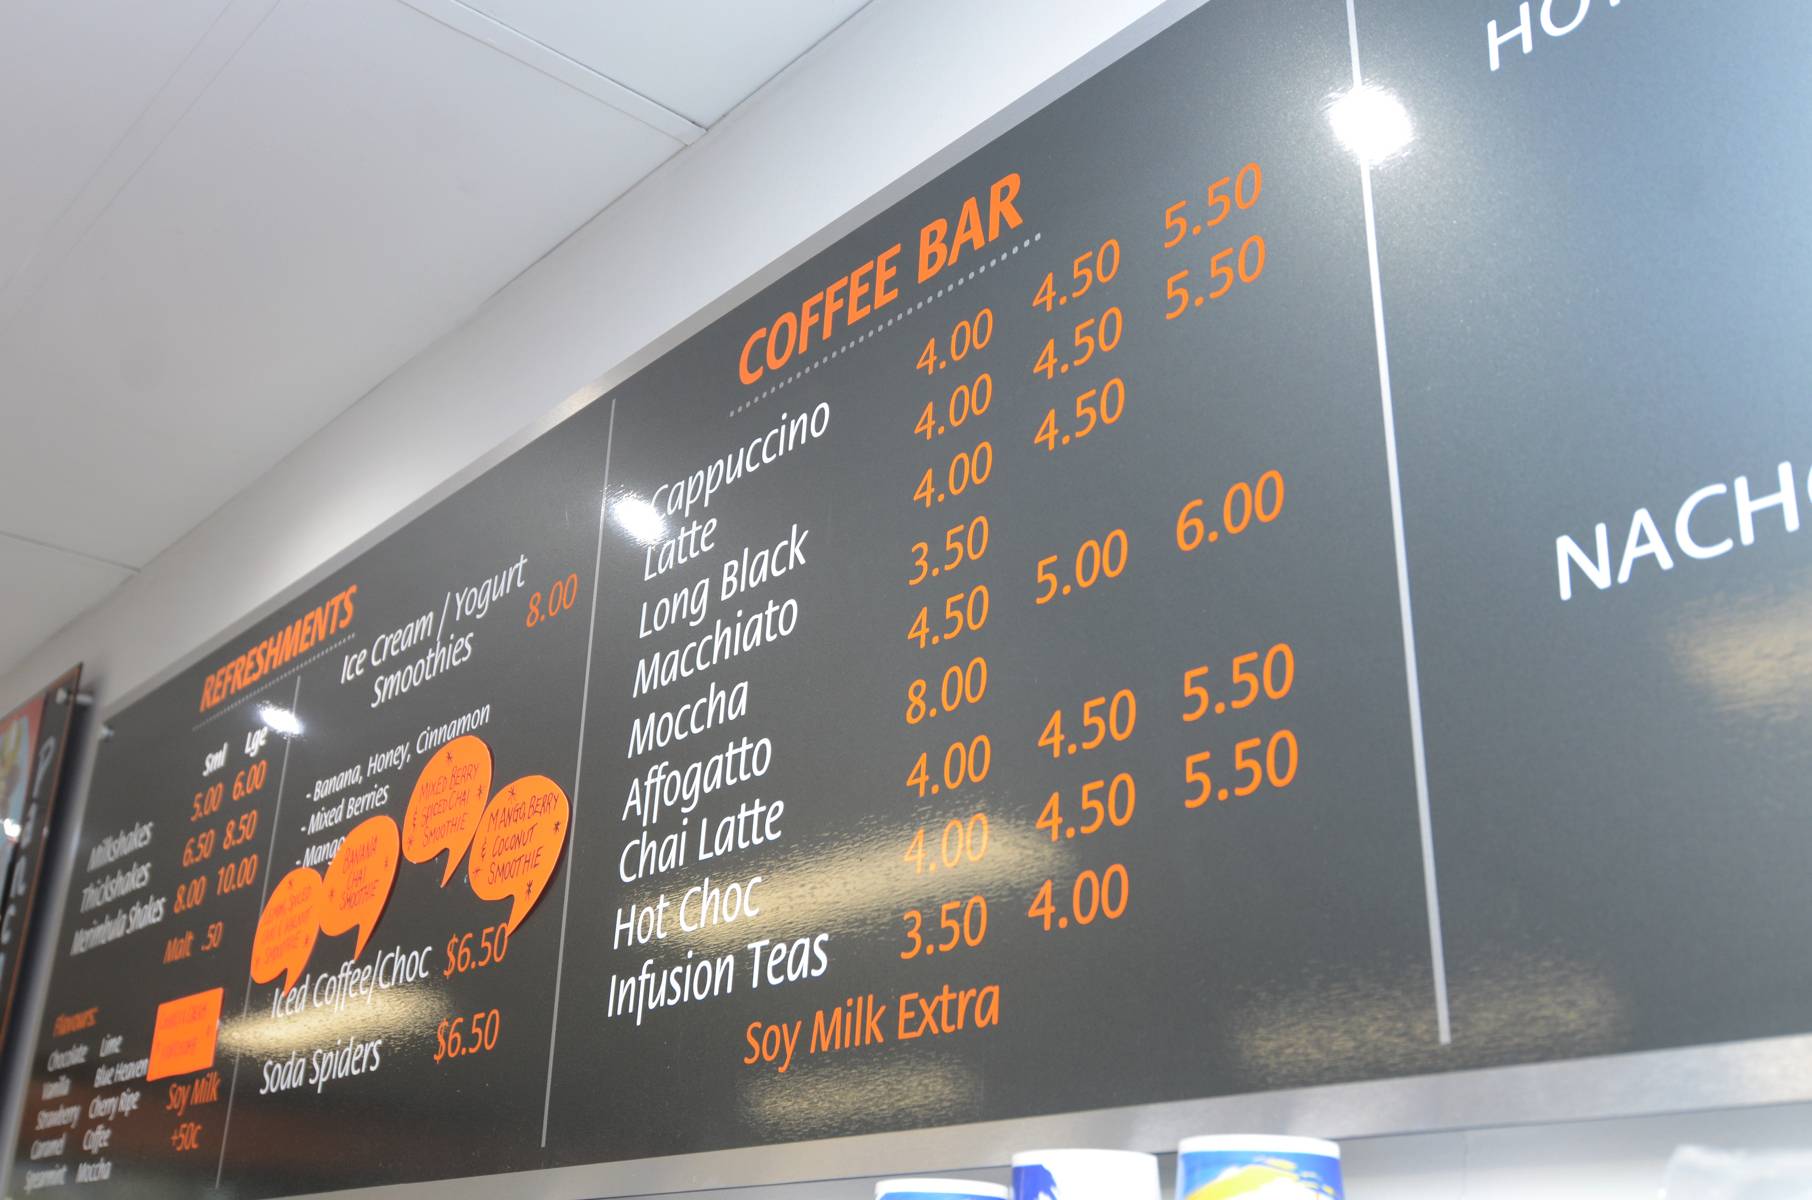 REFRESHMENTS
Sml Lge
Milkshakes 5.00 6.00
Thickshakes 6.50 8.50
Merimbula Shakes 8.00 10.00
Malt .50
Flavours:
Chocolate Lime
Vanilla Blue Heaven
Strawberry Cherry Ripe
Caramel Coffee
Spearmint Moccha
Soy Milk
+50c
Ice Cream / Yogurt
Smoothies 8.00
- Banana, Honey, Cinnamon
- Mixed Berries
- Mango
MIXED BERRY
& SPICED CHAI
SMOOTHIE
MANGO, BERRY
& COCONUT
SMOOTHIE
BANANA
CHAI
SMOOTHIE
SMOOTHIE
Iced Coffee/Choc $6.50
Soda Spiders $6.50
COFFEE BAR
Cappuccino 4.00 4.50 5.50
Latte 4.00 4.50 5.50
Long Black 4.00 4.50
Macchiato 3.50
Moccha 4.50 5.00 6.00
Affogatto 8.00
Chai Latte 4.00 4.50 5.50
Hot Choc 4.00 4.50 5.50
Infusion Teas 3.50 4.00
Soy Milk Extra
HOT
NACHO